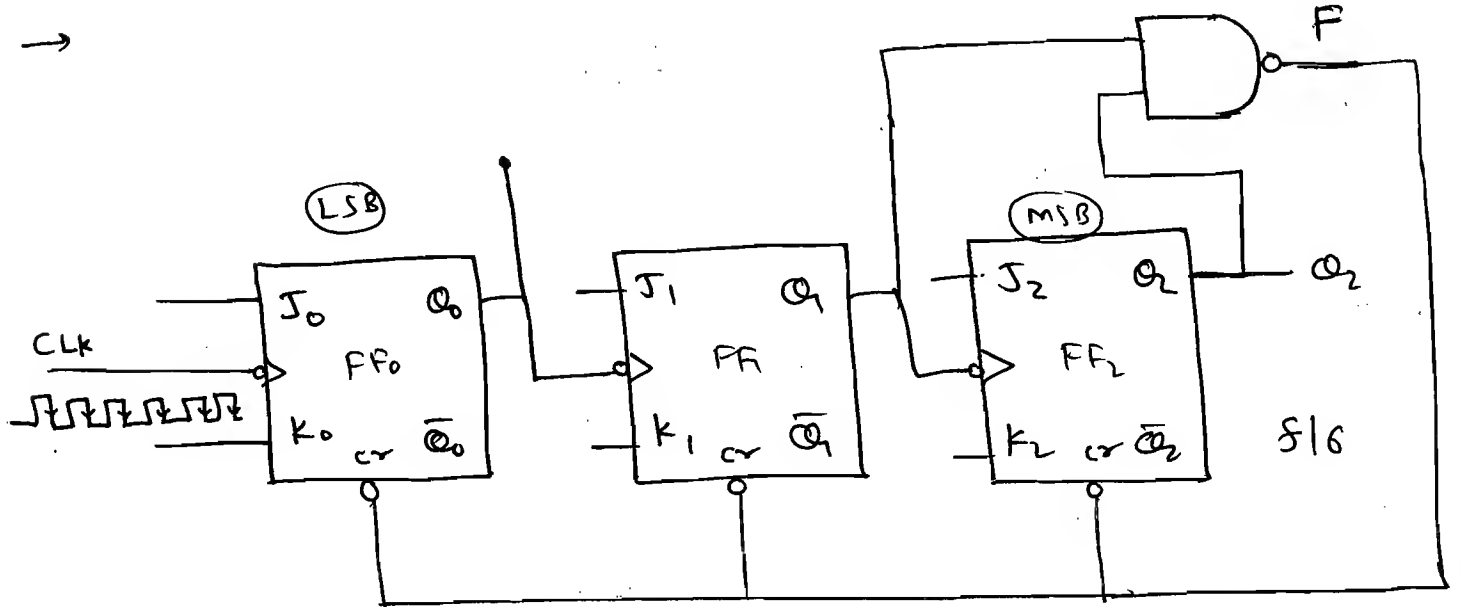 →
F
LSB
MSB
J₀ Q₀
J₁ Q₁
J₂ Q₂
Q₂
CLK
FF₀
FF₁
FF₂
K₀ cr Q̅₀
K₁ cr Q̅₁
K₂ cr Q̅₂
f/6